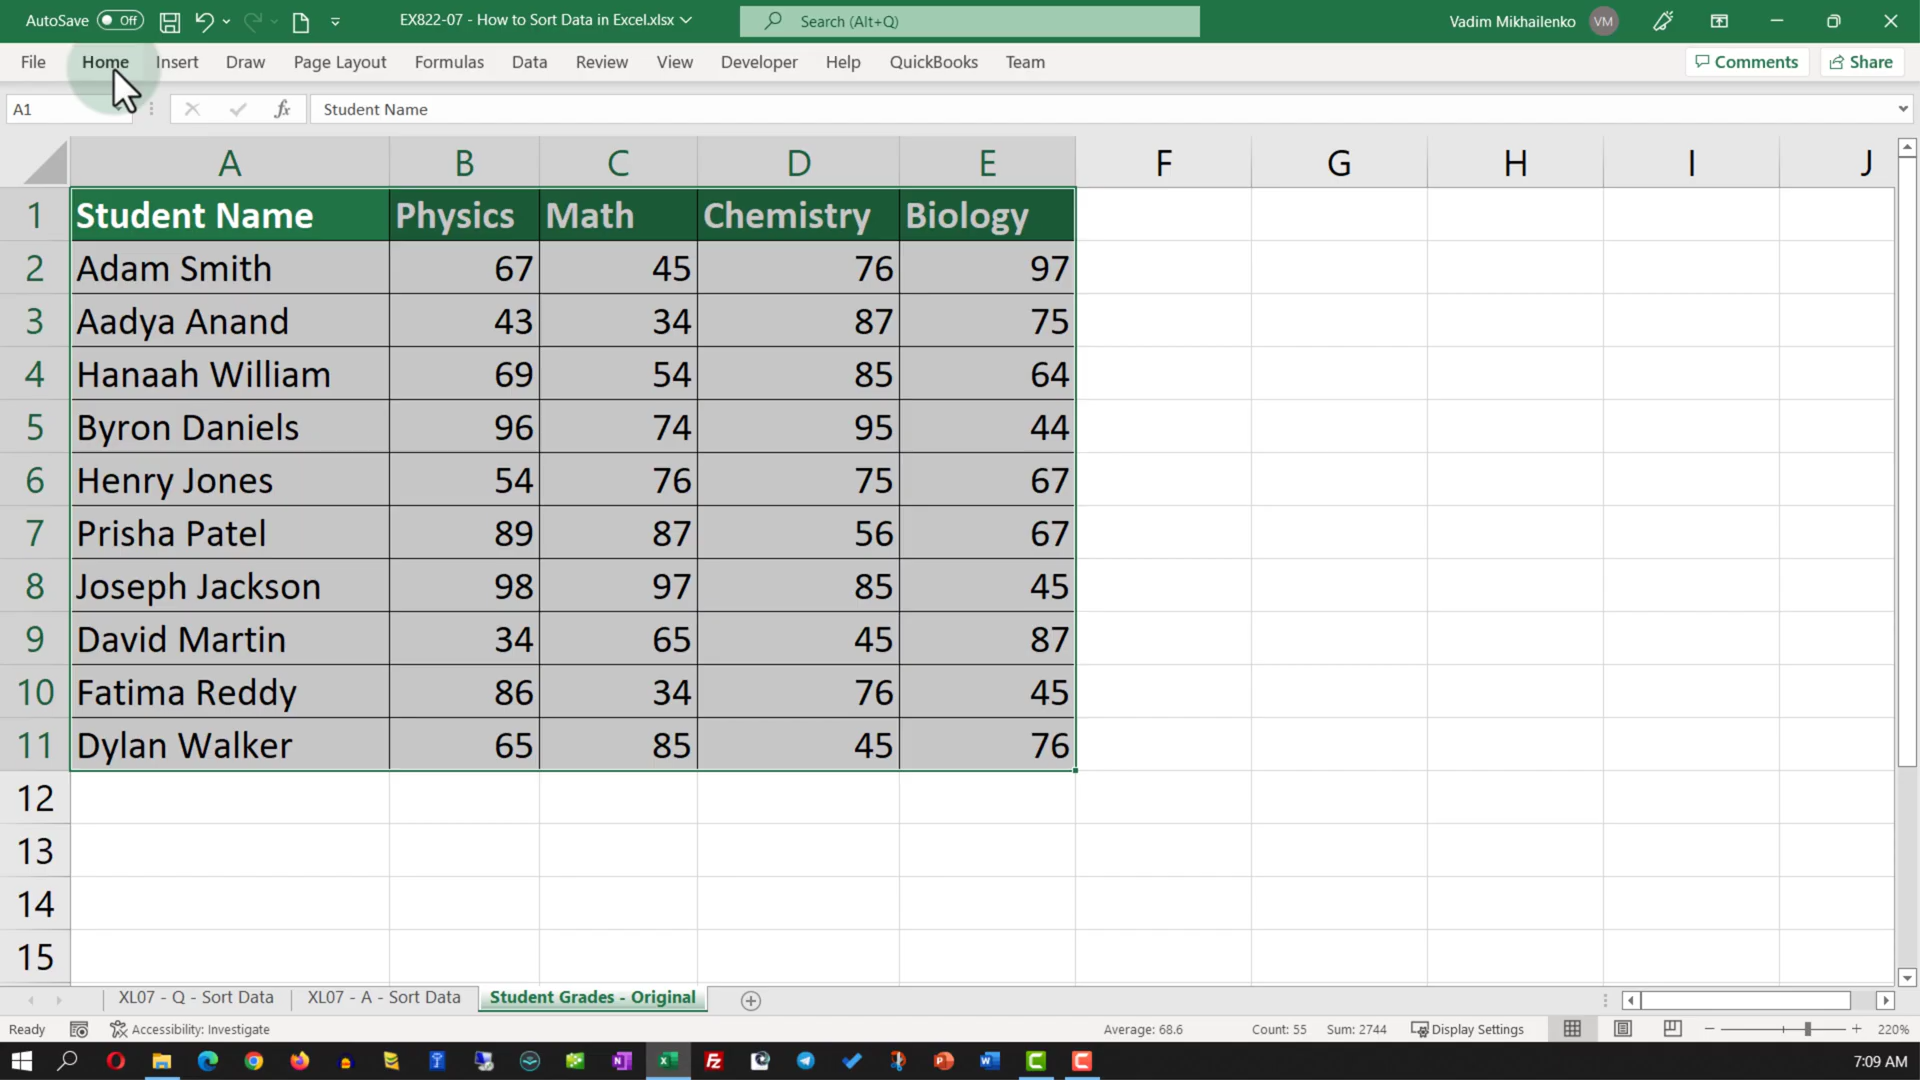 AutoSave Off EX822-07 - How to Sort Data in Excel.xlsx Search (Alt+Q) Vadim Mikhailenko VM
File Home Insert Draw Page Layout Formulas Data Review View Developer Help QuickBooks Team Comments Share
A1 fx Student Name
A B C D E F G H I J
1 Student Name Physics Math Chemistry Biology
2 Adam Smith 67 45 76 97
3 Aadya Anand 43 34 87 75
4 Hanaah William 69 54 85 64
5 Byron Daniels 96 74 95 44
6 Henry Jones 54 76 75 67
7 Prisha Patel 89 87 56 67
8 Joseph Jackson 98 97 85 45
9 David Martin 34 65 45 87
10 Fatima Reddy 86 34 76 45
11 Dylan Walker 65 85 45 76
12
13
14
15
XL07 - Q - Sort Data XL07 - A - Sort Data Student Grades - Original
Ready Accessibility: Investigate Average: 68.6 Count: 55 Sum: 2744 Display Settings 220%
7:09 AM